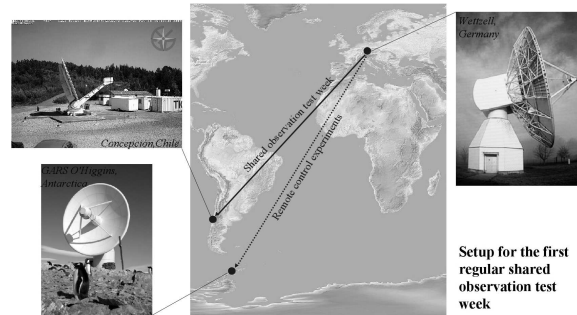 Concepción,Chile
GARS O'Higgins,
Antarctica
Shared observation test week
Remote control experiments
Wettzell,
Germany
Setup for the first
regular shared
observation test
week